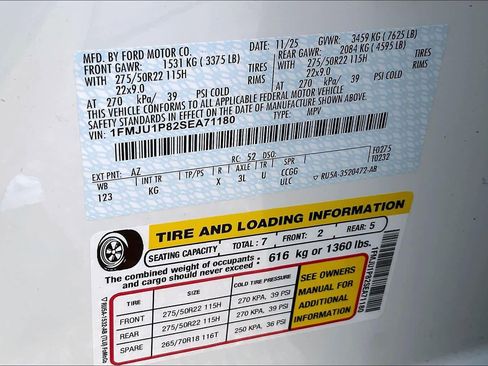 MFD. BY FORD MOTOR CO.
DATE: 11/25 GVWR: 3459 KG (7625 LB)
FRONT GAWR: 1531 KG (3375 LB) REAR GAWR: 2084 KG (4595 LB)
WITH 275/50R22 115H TIRES WITH 275/50R22 115H TIRES
22x9.0 RIMS 22x9.0 RIMS
AT 270 kPa/ 39 PSI COLD AT 270 kPa/ 39 PSI COLD
THIS VEHICLE CONFORMS TO ALL APPLICABLE FEDERAL MOTOR VEHICLE
SAFETY STANDARDS IN EFFECT ON THE DATE OF MANUFACTURE SHOWN ABOVE.
VIN: 1FMJU1P82SEA71180 TYPE: MPV
F0275
T0232
EXT PNT: AZ RC: 52 DSO:
WB INT TR TP/PS R AX TR SPR
123 KG X 3L U CCGG
ULC RU5A-3520472-AB
TIRE AND LOADING INFORMATION
SEATING CAPACITY TOTAL: 7 FRONT: 2 REAR: 5
The combined weight of occupants and cargo should never exceed: 616 kg or 1360 lbs.
TIRE SIZE COLD TIRE PRESSURE
FRONT 275/50R22 115H 270 KPA, 39 PSI
REAR 275/50R22 115H 270 KPA, 39 PSI
SPARE 265/70R18 116T 250 KPA, 36 PSI
SEE OWNERS
MANUAL FOR
ADDITIONAL
INFORMATION
1FMJU1P82SEA71180